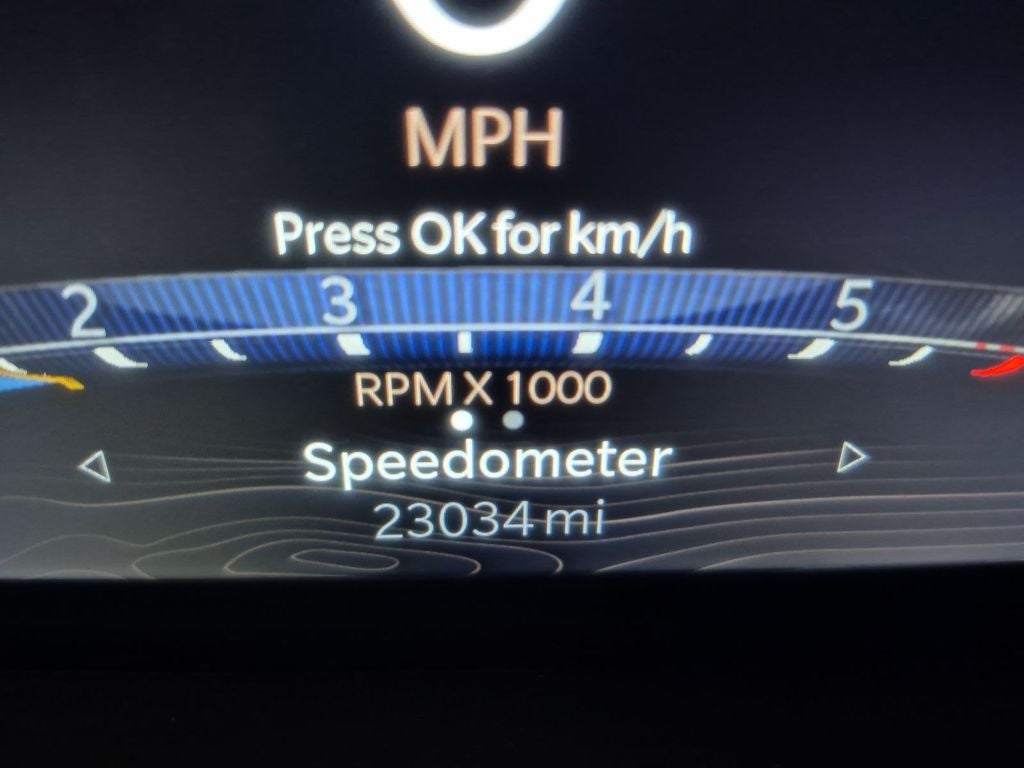 MPH
Press OK for km/h
2 3 4 5
RPM X 1000
Speedometer
23034 mi